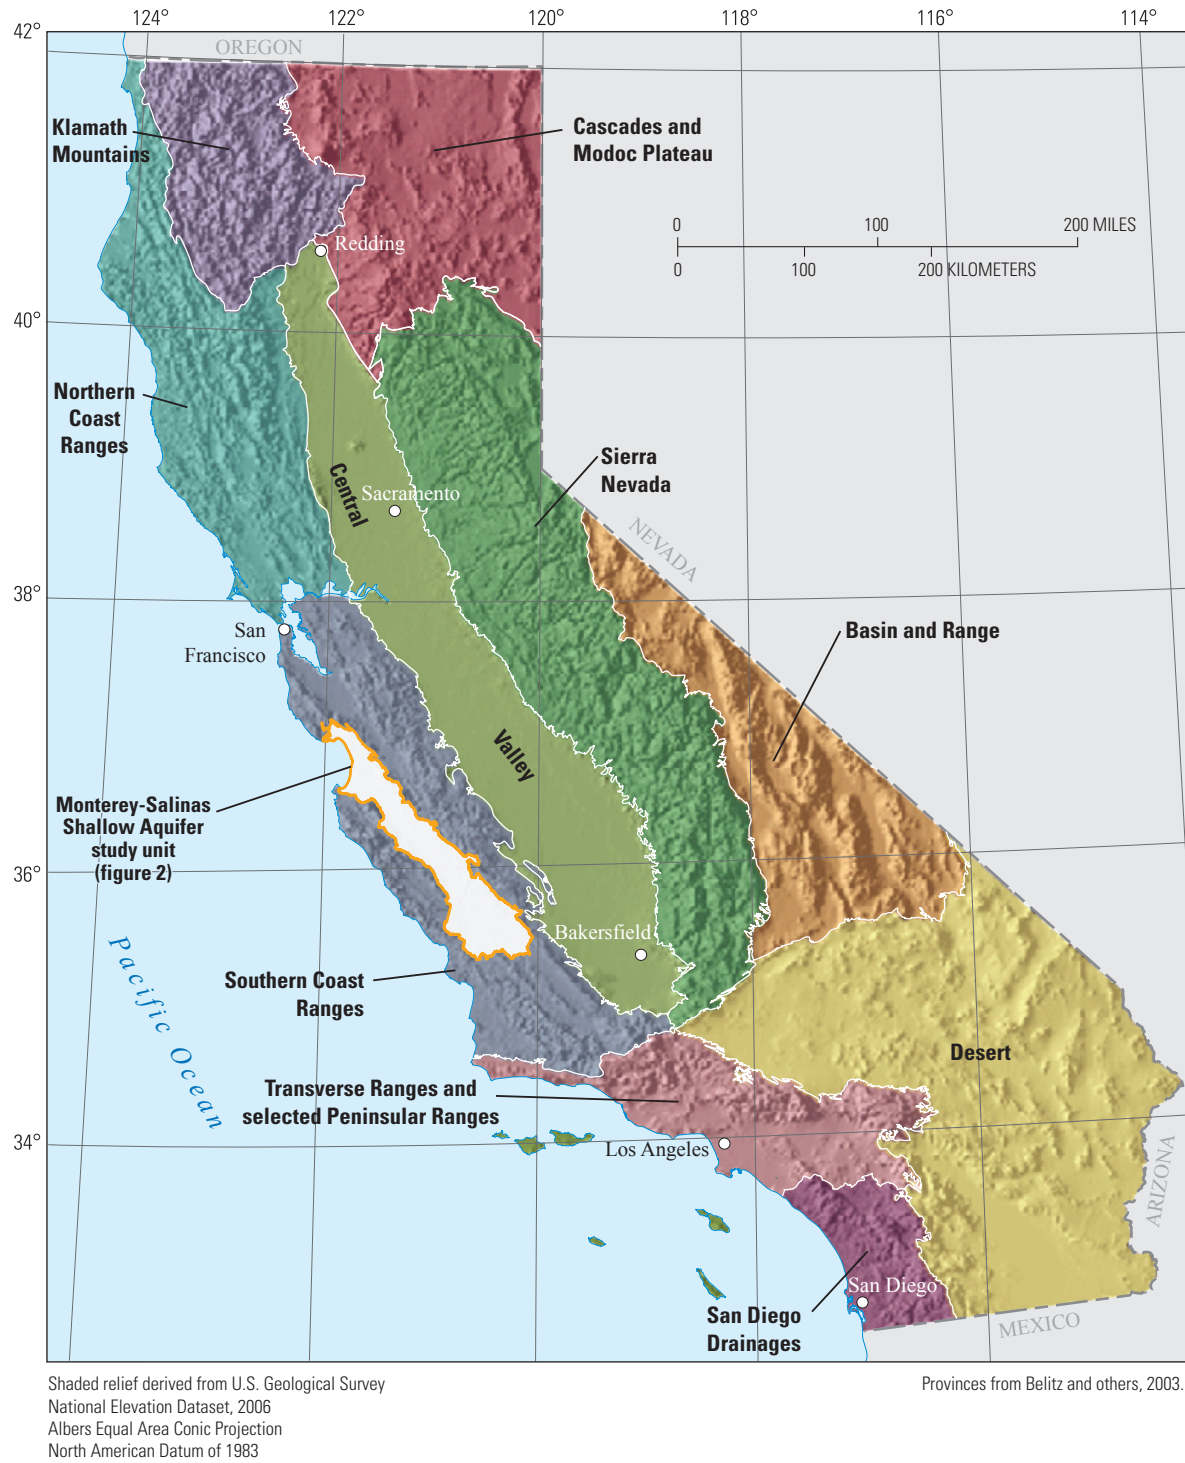 124°
122°
120°
118°
116°
114°
42°
OREGON
Klamath
Mountains
Cascades and
Modoc Plateau
0
100
200 MILES
0
100
200 KILOMETERS
Redding
40°
Northern
Coast
Ranges
Central
Sacramento
Sierra
Nevada
NEVADA
38°
San
Francisco
Basin and Range
Valley
Monterey-Salinas
Shallow Aquifer
study unit
(figure 2)
36°
Bakersfield
Pacific Ocean
Southern Coast
Ranges
Desert
Transverse Ranges and
selected Peninsular Ranges
34°
Los Angeles
ARIZONA
San Diego
San Diego
Drainages
MEXICO
Shaded relief derived from U.S. Geological Survey
National Elevation Dataset, 2006
Albers Equal Area Conic Projection
North American Datum of 1983
Provinces from Belitz and others, 2003.